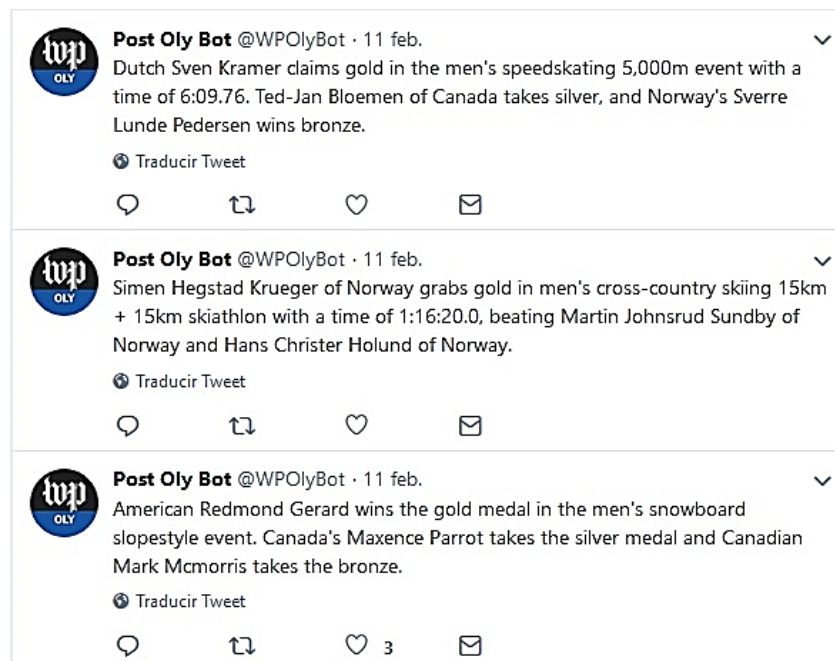 wp
OLY
Post Oly Bot @WPOlyBot · 11 feb.
Dutch Sven Kramer claims gold in the men's speedskating 5,000m event with a
time of 6:09.76. Ted-Jan Bloemen of Canada takes silver, and Norway's Sverre
Lunde Pedersen wins bronze.
Traducir Tweet
wp
OLY
Post Oly Bot @WPOlyBot · 11 feb.
Simen Hegstad Krueger of Norway grabs gold in men's cross-country skiing 15km
+ 15km skiathlon with a time of 1:16:20.0, beating Martin Johnsrud Sundby of
Norway and Hans Christer Holund of Norway.
Traducir Tweet
wp
OLY
Post Oly Bot @WPOlyBot · 11 feb.
American Redmond Gerard wins the gold medal in the men's snowboard
slopestyle event. Canada's Maxence Parrot takes the silver medal and Canadian
Mark Mcmorris takes the bronze.
Traducir Tweet
3